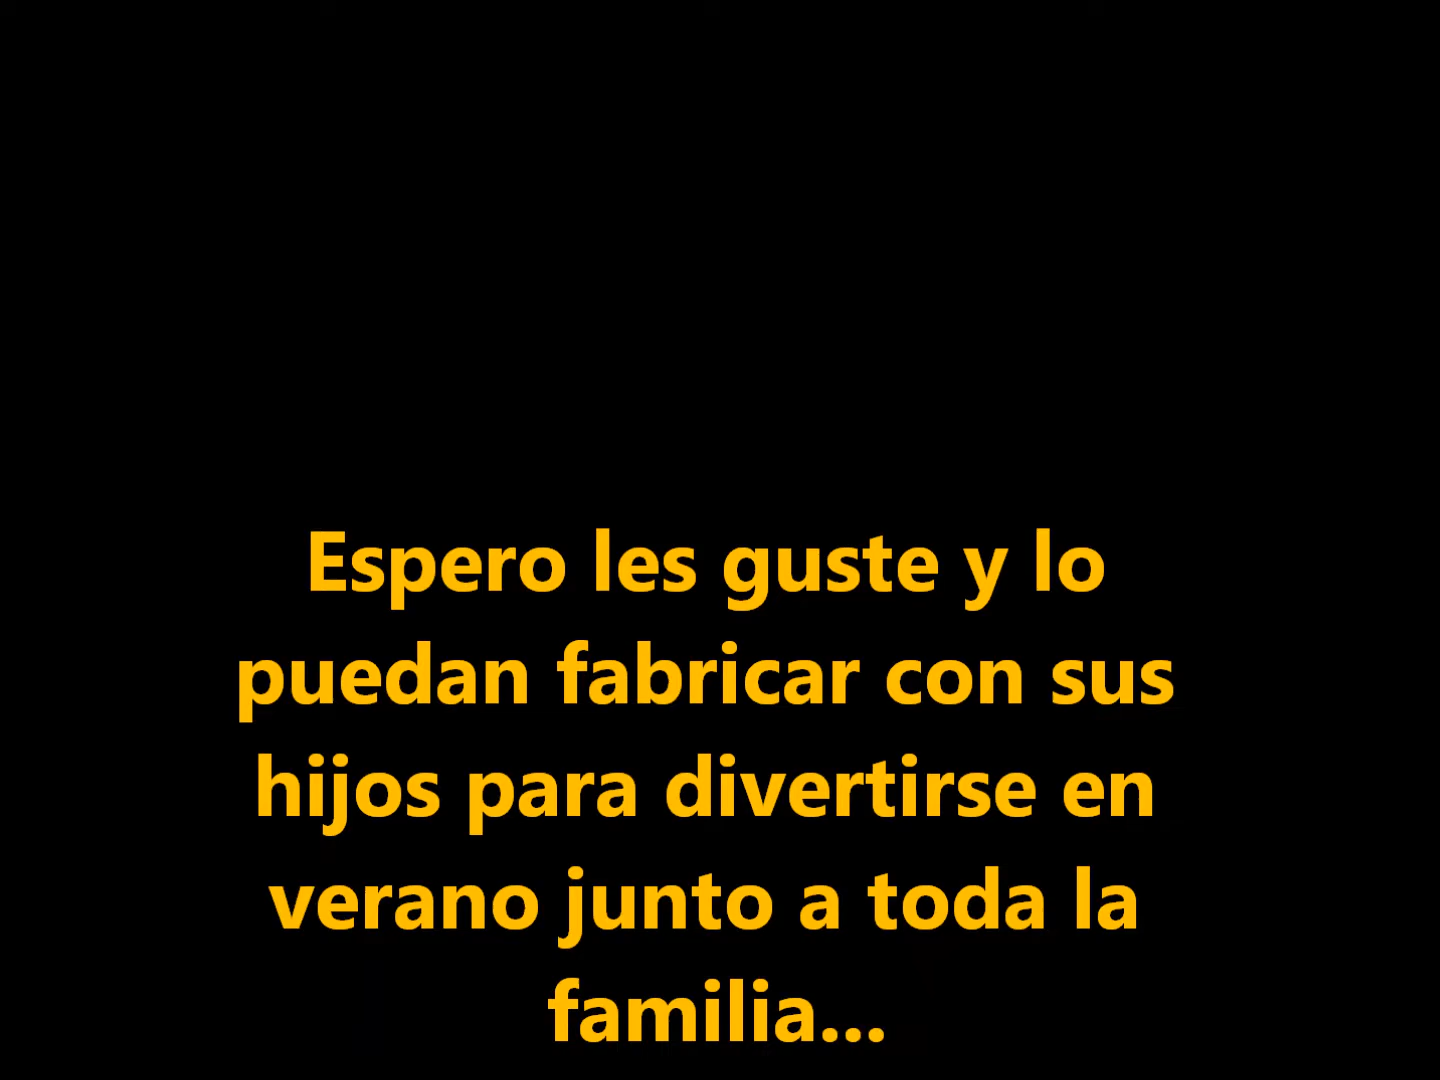 Espero les guste y lo
puedan fabricar con sus
hijos para divertirse en
verano junto a toda la
familia...